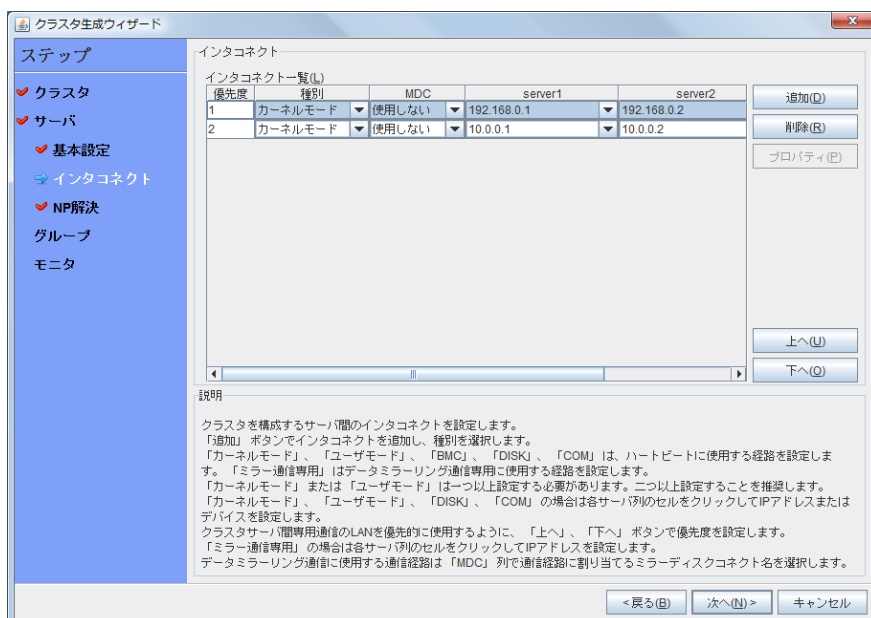 クラスタ生成ウィザード
ステップ
クラスタ
サーバ
基本設定
インタコネクト
NP解決
グループ
モニタ
インタコネクト
インタコネクト一覧(L)
優先度 種別 MDC server1 server2
1 カーネルモード 使用しない 192.168.0.1 192.168.0.2
2 カーネルモード 使用しない 10.0.0.1 10.0.0.2
追加(D)
削除(R)
プロパティ(P)
上へ(U)
下へ(O)
説明
クラスタを構成するサーバ間のインタコネクトを設定します。
「追加」 ボタンでインタコネクトを追加し、種別を選択します。
「カーネルモード」、 「ユーザモード」、 「BMC」、 「DISK」、 「COM」 は、ハートビートに使用する経路を設定しま
す。 「ミラー通信専用」 はデータミラーリング通信専用に使用する経路を設定します。
「カーネルモード」 または 「ユーザモード」 は一つ以上設定する必要があります。二つ以上設定することを推奨します。
「カーネルモード」、 「ユーザモード」、 「DISK」、 「COM」 の場合は各サーバ列のセルをクリックしてIPアドレスまたは
デバイスを設定します。
クラスタサーバ間専用通信のLANを優先的に使用するように、 「上へ」、 「下へ」 ボタンで優先度を設定します。
「ミラー通信専用」 の場合は各サーバ列のセルをクリックしてIPアドレスを設定します。
データミラーリング通信に使用する通信経路は 「MDC」 列で通信経路に割り当てるミラーディスクコネクト名を選択します。
<戻る(B) 次へ(N)> キャンセル